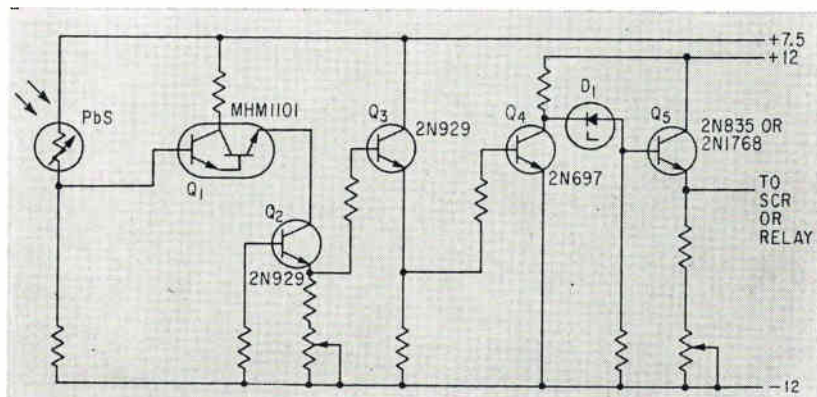 +7.5
+12
PbS
MHM1101
Q1
Q2
2N929
Q3
2N929
Q4
2N697
D1
Q5
2N835 OR
2N1768
TO
SCR
OR
RELAY
-12